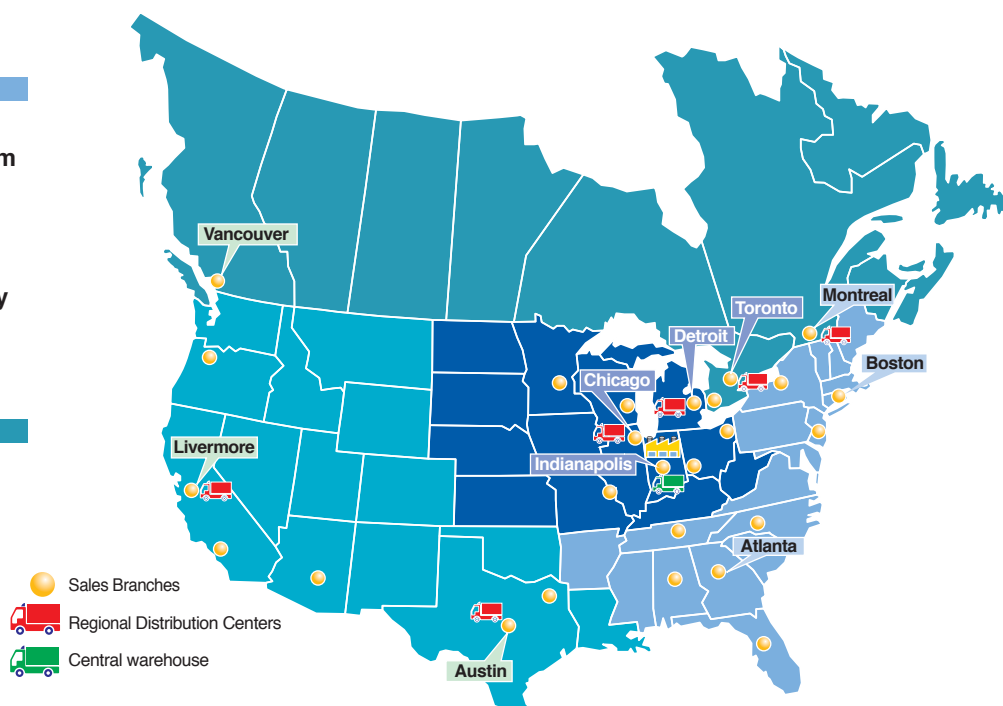 m
y
Vancouver
Montreal
Toronto
Detroit
Boston
Chicago
Livermore
Indianapolis
Atlanta
Sales Branches
Regional Distribution Centers
Central warehouse
Austin